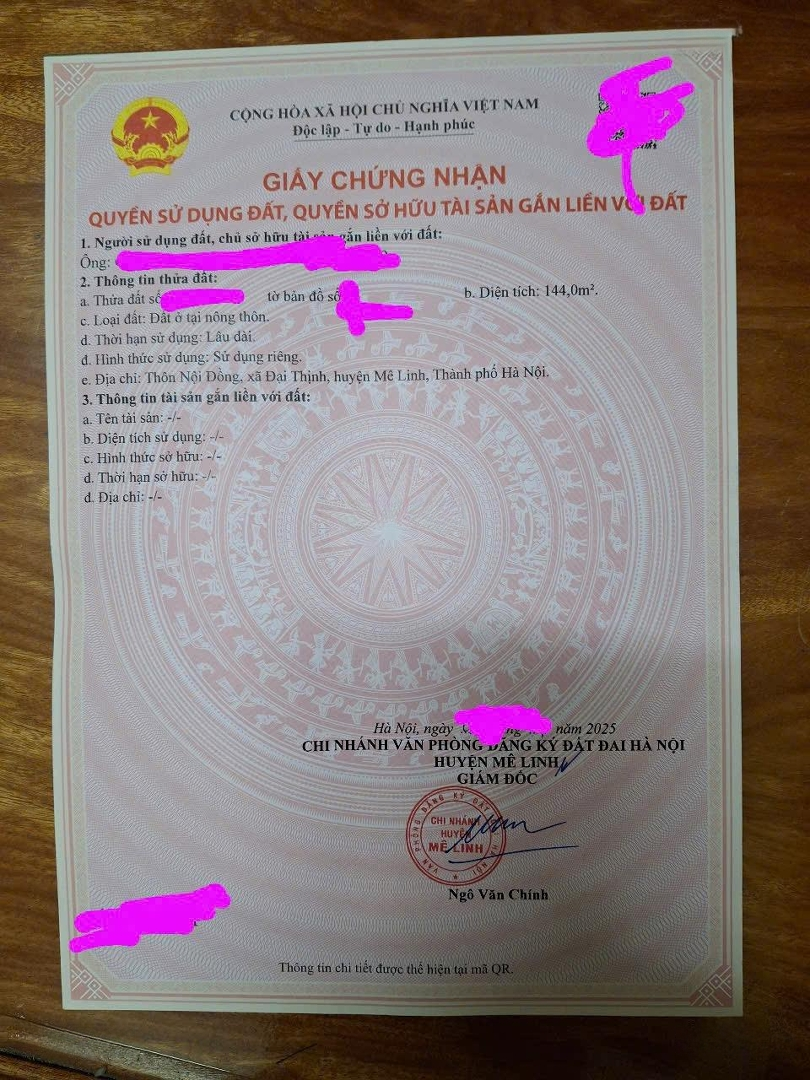 CỘNG HÒA XÃ HỘI CHỦ NGHĨA VIỆT NAM
Độc lập - Tự do - Hạnh phúc
GIẤY CHỨNG NHẬN
QUYỀN SỬ DỤNG ĐẤT, QUYỀN SỞ HỮU TÀI SẢN GẮN LIỀN VỚI ĐẤT
1. Người sử dụng đất, chủ sở hữu tài sản gắn liền với đất:
Ông:
2. Thông tin thửa đất:
a. Thửa đất số tờ bản đồ số b. Diện tích: 144,0m².
c. Loại đất: Đất ở tại nông thôn.
d. Thời hạn sử dụng: Lâu dài.
đ. Hình thức sử dụng: Sử dụng riêng.
e. Địa chỉ: Thôn Nội Đồng, xã Đại Thịnh, huyện Mê Linh, Thành phố Hà Nội.
3. Thông tin tài sản gắn liền với đất:
a. Tên tài sản: -/-
b. Diện tích sử dụng: -/-
c. Hình thức sở hữu: -/-
d. Thời hạn sở hữu: -/-
đ. Địa chỉ: -/-
Hà Nội, ngày năm 2025
CHI NHÁNH VĂN PHÒNG ĐĂNG KÝ ĐẤT ĐAI HÀ NỘI
HUYỆN MÊ LINH
GIÁM ĐỐC
VĂN PHÒNG ĐĂNG KÝ ĐẤT HÀ NỘI
CHI NHÁNH
HUYỆN
MÊ LINH
Ngô Văn Chính
Thông tin chi tiết được thể hiện tại mã QR.